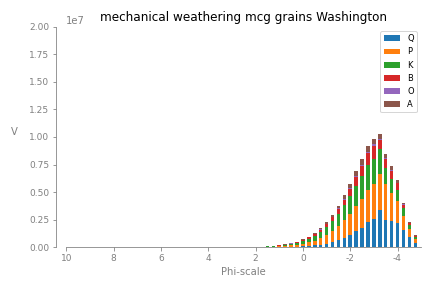 mechanical weathering mcg grains Washington
1e7
2.00
1.75
1.50
1.25
1.00
0.75
0.50
0.25
0.00
V
Q
P
K
B
O
A
10 8 6 4 2 0 -2 -4
Phi-scale